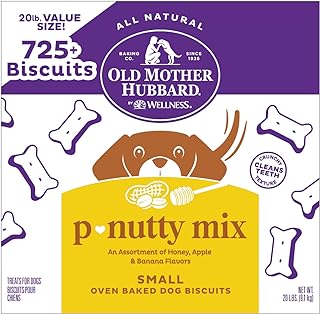 ALL NATURAL
20lb. VALUE
SIZE!
725+
Biscuits
BAKING CO. SINCE 1926
OLD MOTHER
HUBBARD.
BY WELLNESS.
CRUNCHY
CLEANS
TEETH
TEXTURE
p nutty mix
An Assortment of Honey, Apple
& Banana Flavors
SMALL
OVEN BAKED DOG BISCUITS
TREATS FOR DOGS
BISCUITS POUR
CHIENS
NET WT.
20 LBS. (9.1 kg)